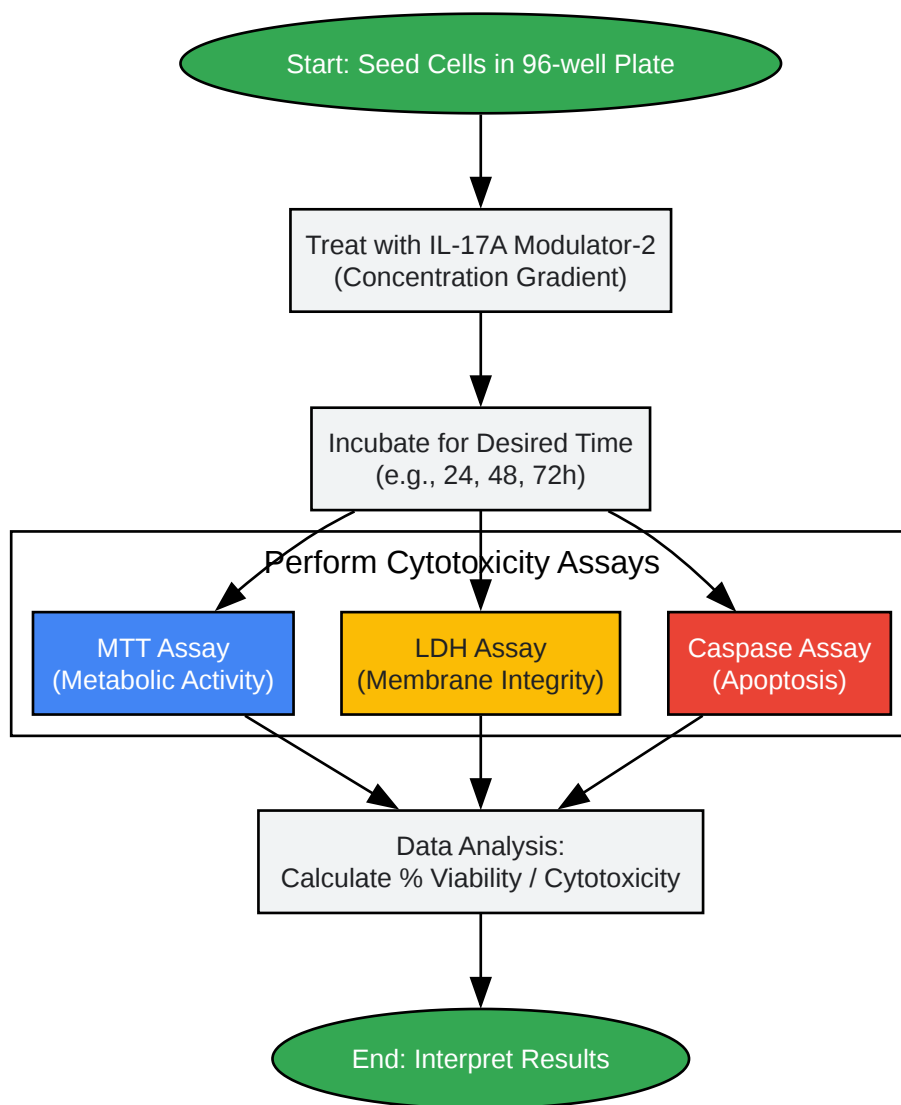 Start: Seed Cells in 96-well Plate
Treat with IL-17A Modulator-2
(Concentration Gradient)
Incubate for Desired Time
(e.g., 24, 48, 72h)
Perform Cytotoxicity Assays
MTT Assay
(Metabolic Activity)
LDH Assay
(Membrane Integrity)
Caspase Assay
(Apoptosis)
Data Analysis:
Calculate % Viability / Cytotoxicity
End: Interpret Results